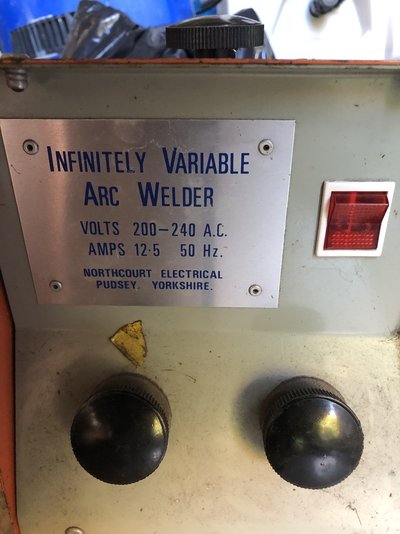 INFINITELY VARIABLE
ARC WELDER
VOLTS 200-240 A.C.
AMPS 12·5 50 Hz.
NORTHCOURT ELECTRICAL
PUDSEY. YORKSHIRE.